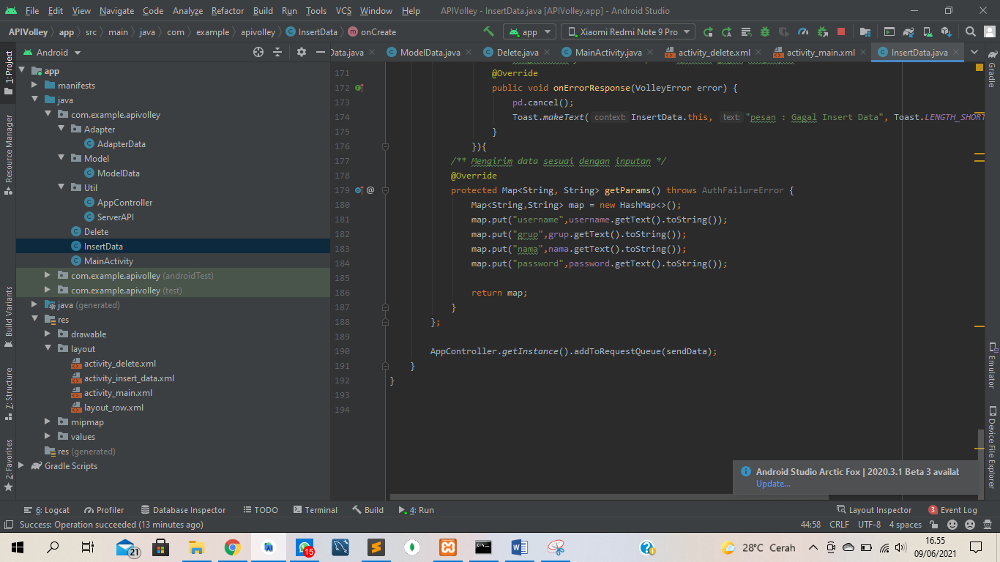 File Edit View Navigate Code Analyze Refactor Build Run Tools VCS Window Help APIVolley - InsertData.java [APIVolley.app] - Android Studio
APIVolley app src main java com example apivolley InsertData onCreate app Xiaomi Redmi Note 9 Pro
Android Data.java ModelData.java Delete.java MainActivity.java activity_delete.xml activity_main.xml InsertData.java
1: Project
Resource Manager
Build Variants
7: Structure
2: Favorites
app
manifests
java
com.example.apivolley
Adapter
AdapterData
Model
ModelData
Util
AppController
ServerAPI
Delete
InsertData
MainActivity
com.example.apivolley (androidTest)
com.example.apivolley (test)
java (generated)
res
drawable
layout
activity_delete.xml
activity_insert_data.xml
activity_main.xml
layout_row.xml
mipmap
values
res (generated)
Gradle Scripts
171 @Override
172 public void onErrorResponse(VolleyError error) {
173 pd.cancel();
174 Toast.makeText( context: InsertData.this, text: "pesan : Gagal Insert Data", Toast.LENGTH_SHORT
175 }
176 }){
177 /** Mengirim data sesuai dengan inputan */
178 @Override
179 @ protected Map<String, String> getParams() throws AuthFailureError {
180 Map<String,String> map = new HashMap<>();
181 map.put("username",username.getText().toString());
182 map.put("grup",grup.getText().toString());
183 map.put("nama",nama.getText().toString());
184 map.put("password",password.getText().toString());
185
186 return map;
187 }
188 };
189
190 AppController.getInstance().addToRequestQueue(sendData);
191 }
192 }
193
194
Gradle
Emulator
Device File Explorer
Android Studio Arctic Fox | 2020.3.1 Beta 3 availab
Update...
6: Logcat Profiler Database Inspector TODO Terminal Build 4: Run Layout Inspector 3 Event Log
Success: Operation succeeded (13 minutes ago) 44:58 CRLF UTF-8 4 spaces
21 15 28°C Cerah 16.55
09/06/2021